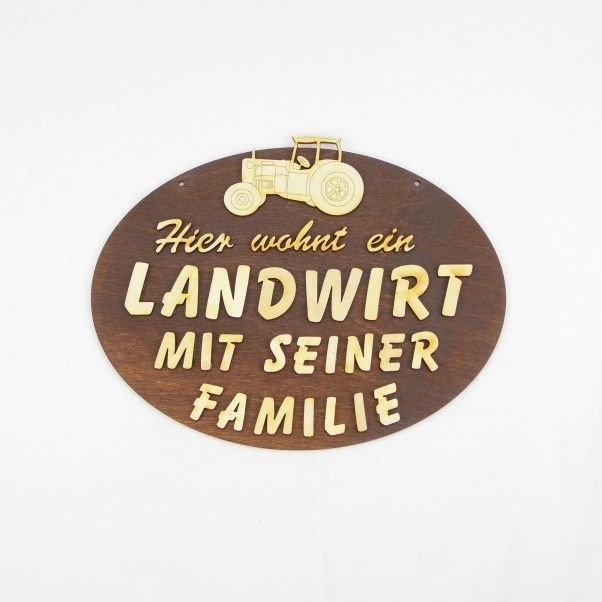 Hier wohnt ein
LANDWIRT
MIT SEINER
FAMILIE